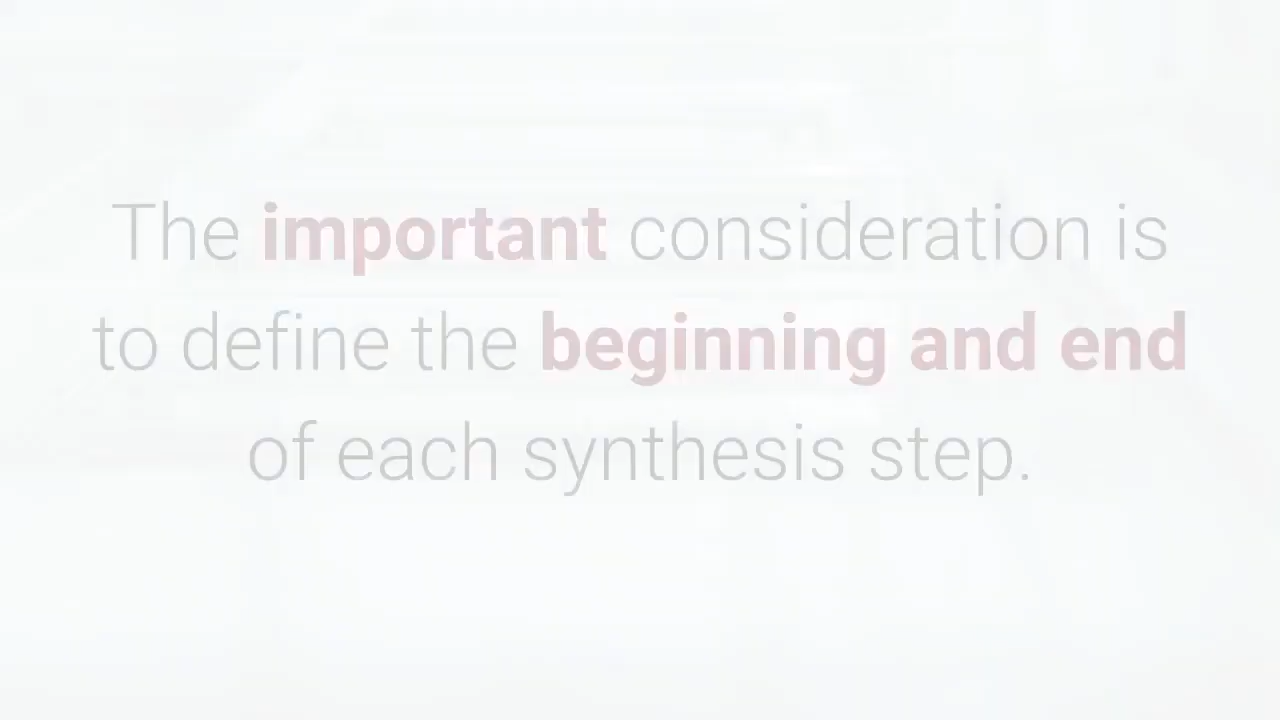 The important consideration is
to define the beginning and end
of each synthesis step.